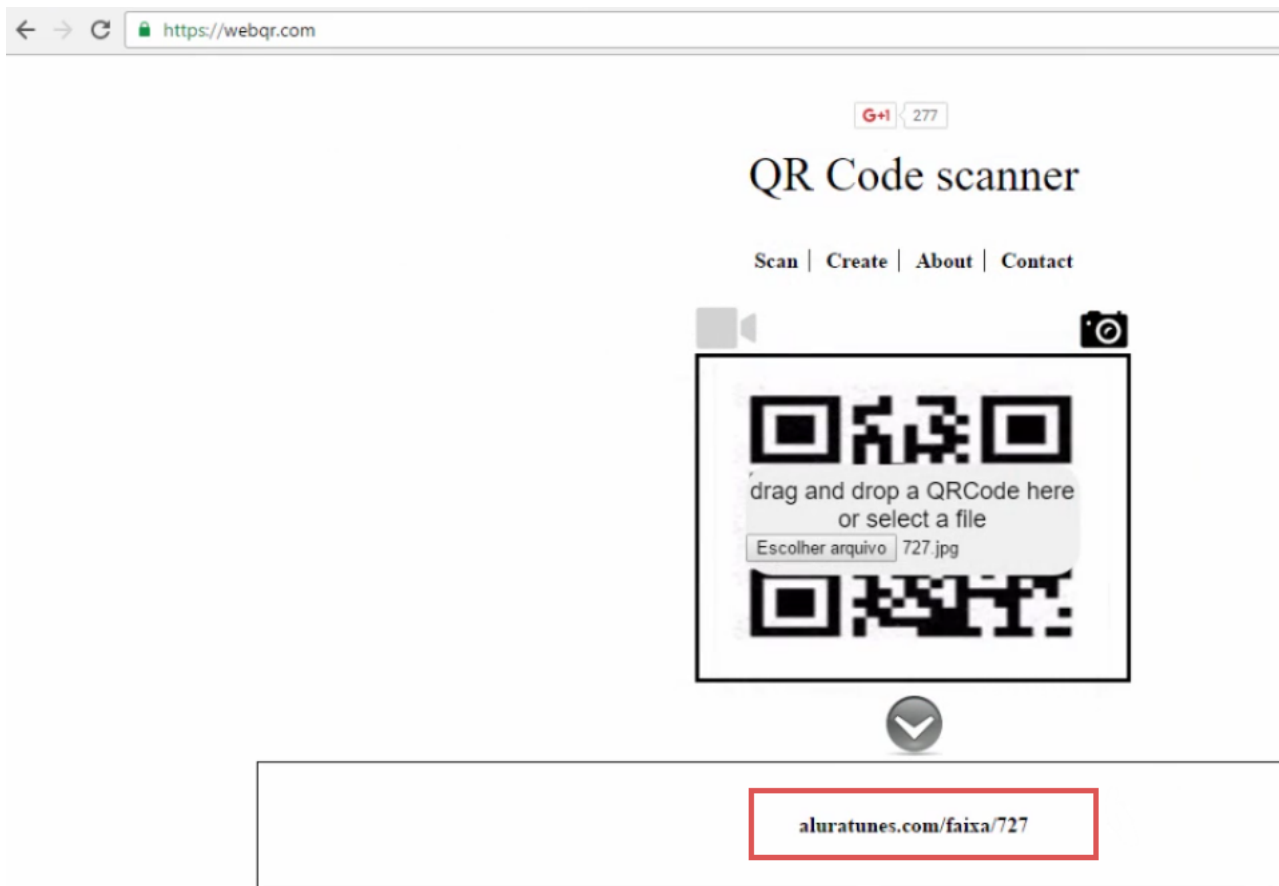 https://webqr.com
G+1 277
QR Code scanner
Scan | Create | About | Contact
drag and drop a QRCode here
or select a file
Escolher arquivo 727.jpg
aluratunes.com/faixa/727